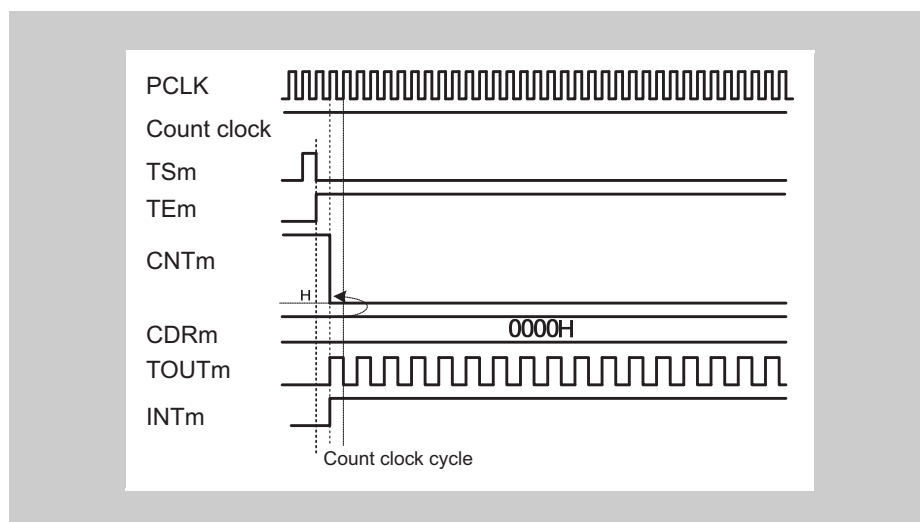 PCLK
Count clock
TSm
TEm
CNTm
H
CDRm
0000H
TOUTm
INTm
Count clock cycle